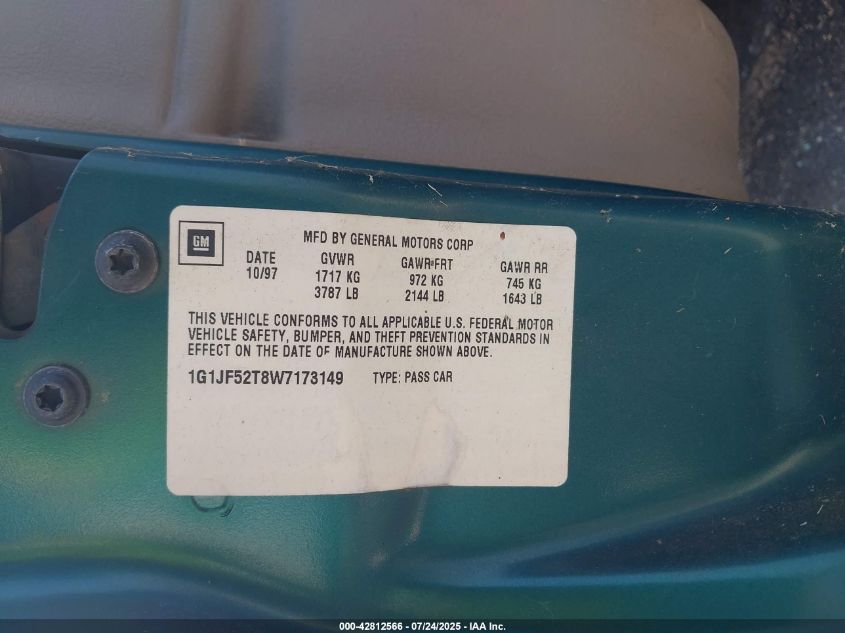 GM
MFD BY GENERAL MOTORS CORP
DATE GVWR GAWR FRT GAWR RR
10/97 1717 KG 972 KG 745 KG
3787 LB 2144 LB 1643 LB
THIS VEHICLE CONFORMS TO ALL APPLICABLE U.S. FEDERAL MOTOR
VEHICLE SAFETY, BUMPER, AND THEFT PREVENTION STANDARDS IN
EFFECT ON THE DATE OF MANUFACTURE SHOWN ABOVE.
1G1JF52T8W7173149 TYPE: PASS CAR
000-42812566 - 07/24/2025 - IAA Inc.